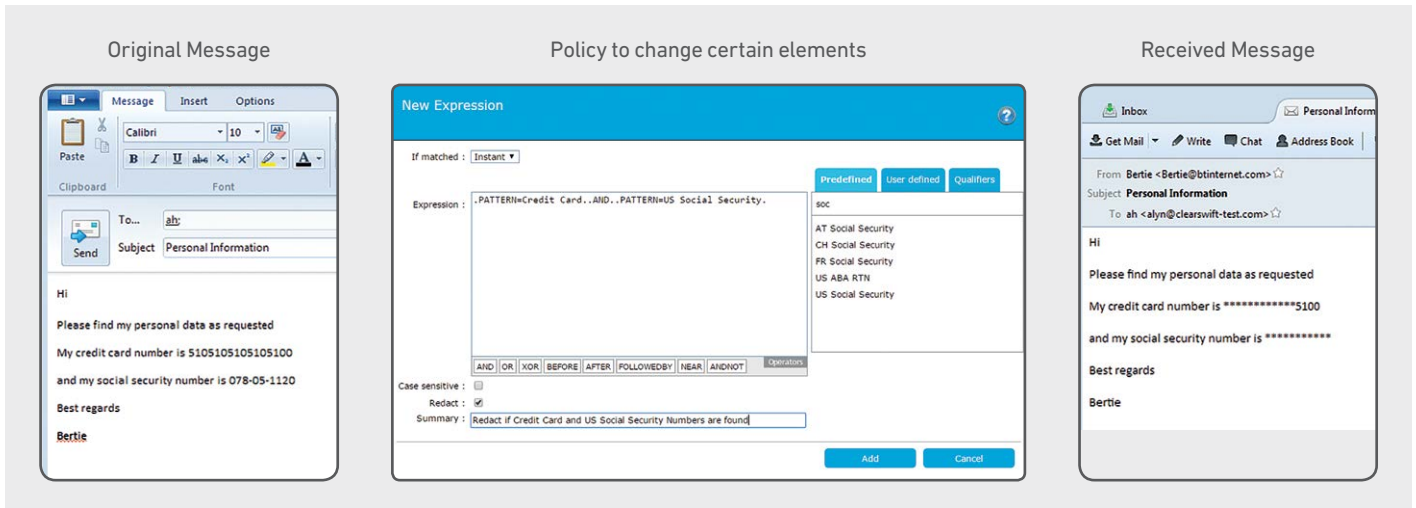 Original Message
Policy to change certain elements
Received Message
Message Insert Options
Paste
Calibri 10
B I U abc X₂ X² A
Clipboard Font
Send
To... ah;
Subject Personal Information
Hi
Please find my personal data as requested
My credit card number is 5105105105105100
and my social security number is 078-05-1120
Best regards
Bertie
New Expression
?
If matched : Instant
Predefined User defined Qualifiers
Expression : .PATTERN=Credit Card..AND..PATTERN=US Social Security.
soc
AT Social Security
CH Social Security
FR Social Security
US ABA RTN
US Social Security
AND OR XOR BEFORE AFTER FOLLOWEDBY NEAR ANDNOT Operators
Case sensitive :
Redact :
Summary : Redact if Credit Card and US Social Security Numbers are found
Add Cancel
Inbox Personal Inform
Get Mail Write Chat Address Book
From Bertie <Bertie@btinternet.com>
Subject Personal Information
To ah <alyn@clearswift-test.com>
Hi
Please find my personal data as requested
My credit card number is ************5100
and my social security number is ***********
Best regards
Bertie